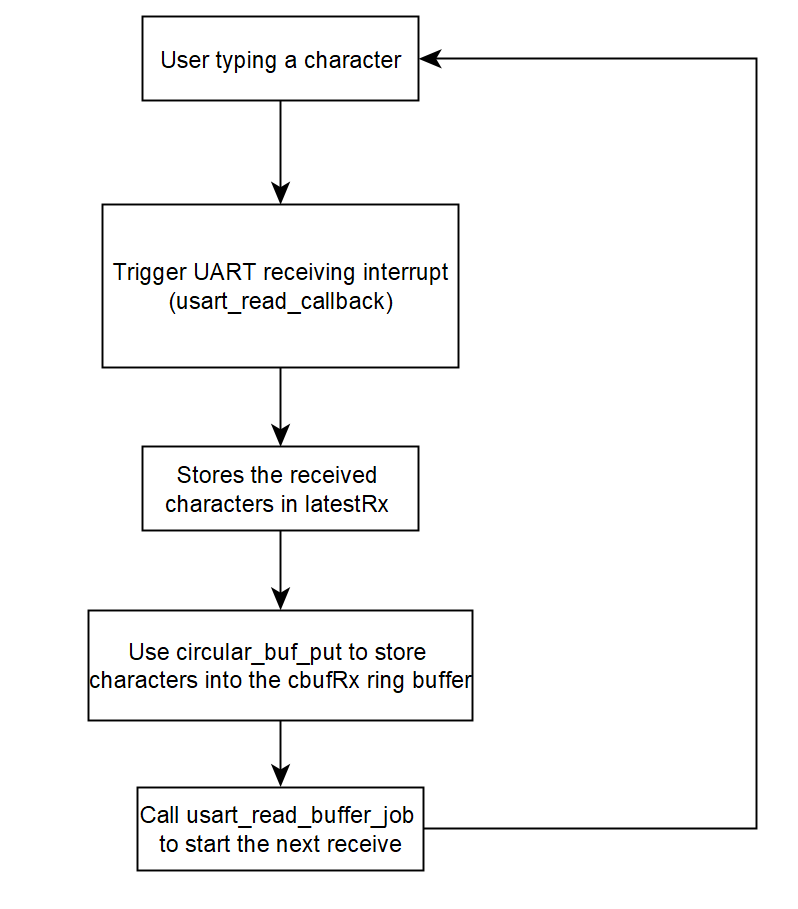 User typing a character
Trigger UART receiving interrupt
(usart_read_callback)
Stores the received
characters in latestRx
Use circular_buf_put to store
characters into the cbufRx ring buffer
Call usart_read_buffer_job
to start the next receive